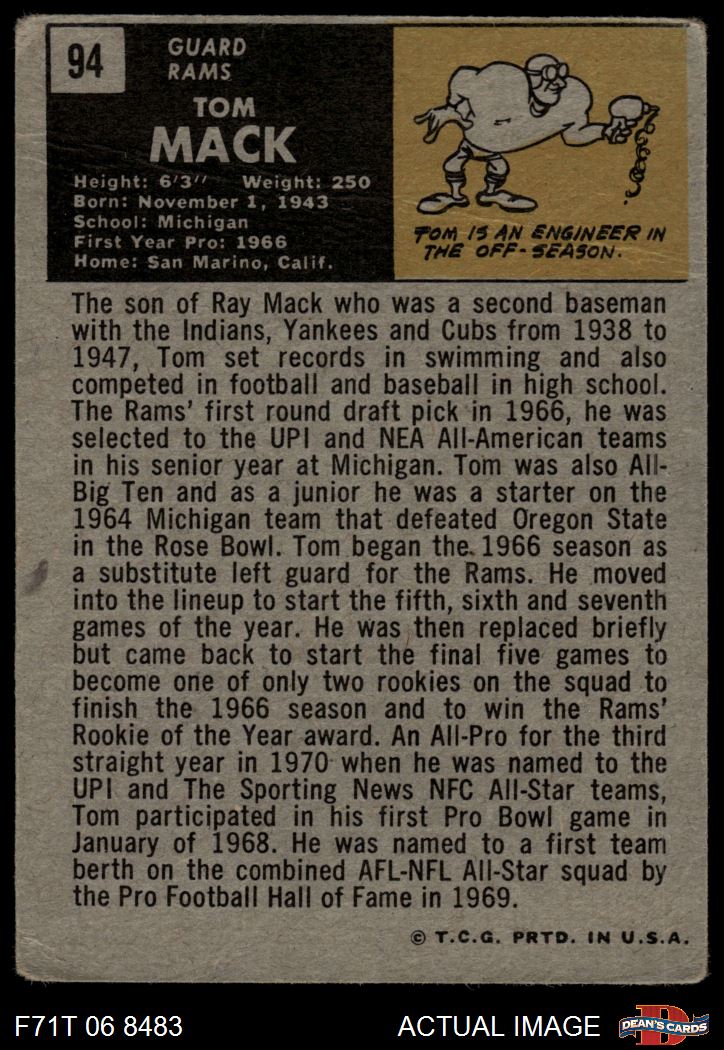 94
GUARD
RAMS
TOM
MACK
Height: 6'3'' Weight: 250
Born: November 1, 1943
School: Michigan
First Year Pro: 1966
Home: San Marino, Calif.
TOM IS AN ENGINEER IN
THE OFF-SEASON.
The son of Ray Mack who was a second baseman
with the Indians, Yankees and Cubs from 1938 to
1947, Tom set records in swimming and also
competed in football and baseball in high school.
The Rams' first round draft pick in 1966, he was
selected to the UPI and NEA All-American teams
in his senior year at Michigan. Tom was also All-
Big Ten and as a junior he was a starter on the
1964 Michigan team that defeated Oregon State
in the Rose Bowl. Tom began the 1966 season as
a substitute left guard for the Rams. He moved
into the lineup to start the fifth, sixth and seventh
games of the year. He was then replaced briefly
but came back to start the final five games to
become one of only two rookies on the squad to
finish the 1966 season and to win the Rams'
Rookie of the Year award. An All-Pro for the third
straight year in 1970 when he was named to the
UPI and The Sporting News NFC All-Star teams,
Tom participated in his first Pro Bowl game in
January of 1968. He was named to a first team
berth on the combined AFL-NFL All-Star squad by
the Pro Football Hall of Fame in 1969.
© T.C.G. PRTD. IN U.S.A.
F71T 06 8483 ACTUAL IMAGE D DEAN'S CARDS